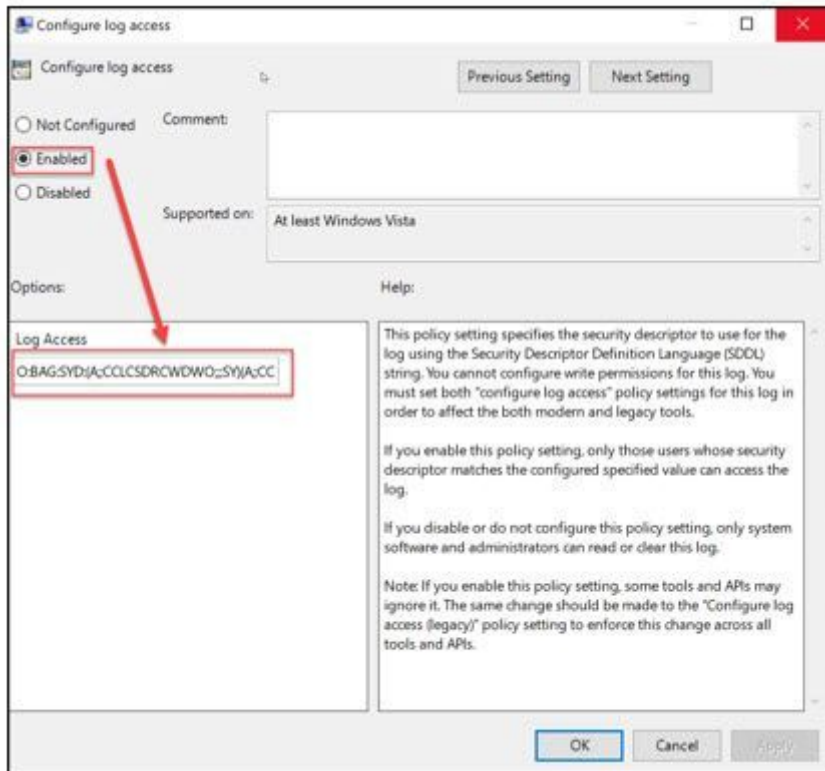 Configure log access
Configure log access
Previous Setting
Next Setting
Not Configured
Comment:
Enabled
Disabled
Supported on:
At least Windows Vista
Options:
Help:
Log Access
O:BAG:SYD:(A;;CCLCSDRCWDWO;;;SY)(A;;CC
This policy setting specifies the security descriptor to use for the
log using the Security Descriptor Definition Language (SDDL)
string. You cannot configure write permissions for this log. You
must set both "configure log access" policy settings for this log in
order to affect the both modern and legacy tools.
If you enable this policy setting, only those users whose security
descriptor matches the configured specified value can access the
log.
If you disable or do not configure this policy setting, only system
software and administrators can read or clear this log.
Note: If you enable this policy setting, some tools and APIs may
ignore it. The same change should be made to the "Configure log
access (legacy)" policy setting to enforce this change across all
tools and APIs.
OK
Cancel
Apply